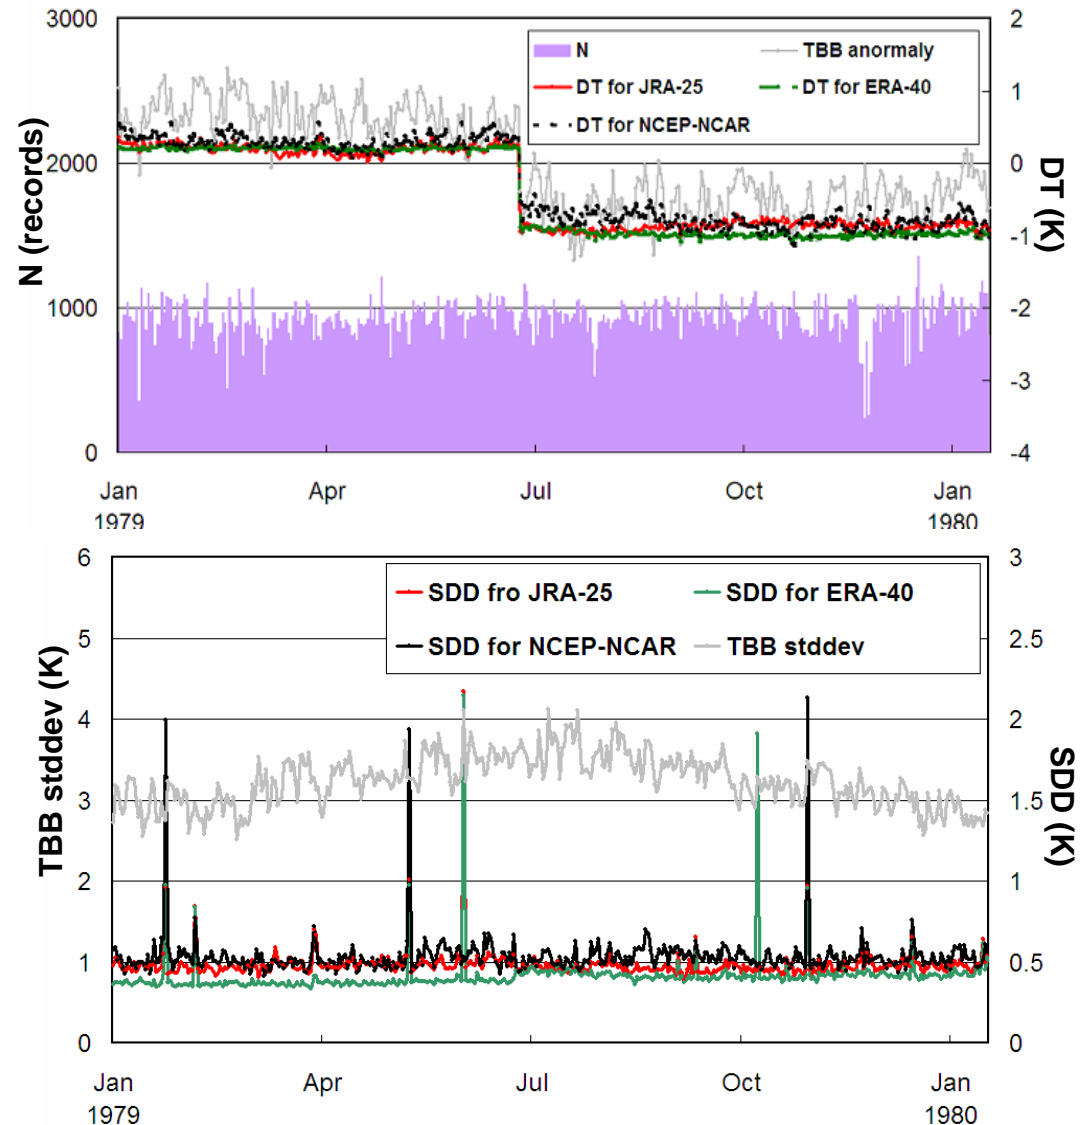 3000
2
N
TBB anormaly
2500
1
DT for JRA-25
DT for ERA-40
DT for NCEP-NCAR
2000
0
N (records)
DT (K)
1500
-1
1000
-2
500
-3
0
-4
Jan
Apr
Jul
Oct
Jan
1979
1980
6
3
SDD fro JRA-25
SDD for ERA-40
5
2.5
SDD for NCEP-NCAR
TBB stddev
4
2
TBB stddev (K)
SDD (K)
3
1.5
2
1
1
0.5
0
0
Jan
Apr
Jul
Oct
Jan
1979
1980